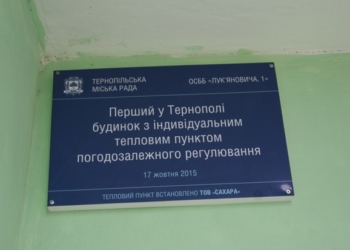 ТЕРНОПІЛЬСЬКА
МІСЬКА РАДА
ОСББ «ЛУК'ЯНОВИЧА, 1»
Перший у Тернополі
будинок з індивідуальним
тепловим пунктом
погодозалежного регулювання
17 жовтня 2015
ТЕПЛОВИЙ ПУНКТ ВСТАНОВЛЕНО ТОВ «САХАРА»